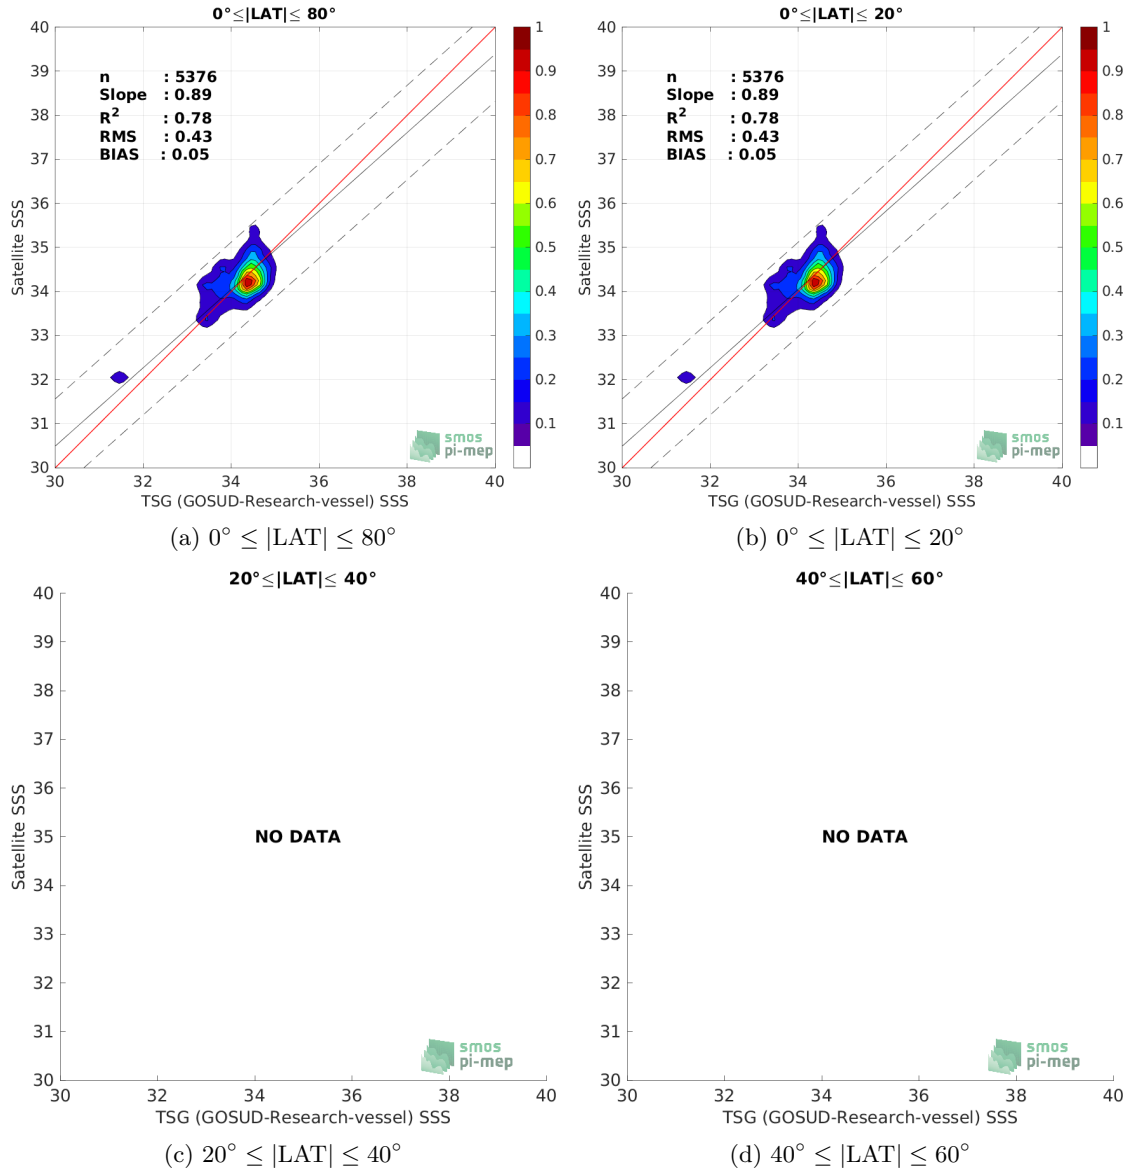 0°≤|LAT|≤ 80°
40
39
38
37
36
35
34
33
32
31
30
Satellite SSS
n : 5376
Slope : 0.89
R² : 0.78
RMS : 0.43
BIAS : 0.05
smos
pi-mep
30 32 34 36 38 40
TSG (GOSUD-Research-vessel) SSS
1
0.9
0.8
0.7
0.6
0.5
0.4
0.3
0.2
0.1
(a) 0° ≤ |LAT| ≤ 80°
0°≤|LAT|≤ 20°
40
39
38
37
36
35
34
33
32
31
30
Satellite SSS
n : 5376
Slope : 0.89
R² : 0.78
RMS : 0.43
BIAS : 0.05
smos
pi-mep
30 32 34 36 38 40
TSG (GOSUD-Research-vessel) SSS
1
0.9
0.8
0.7
0.6
0.5
0.4
0.3
0.2
0.1
(b) 0° ≤ |LAT| ≤ 20°
20°≤|LAT|≤ 40°
40
39
38
37
36
35
34
33
32
31
30
Satellite SSS
NO DATA
smos
pi-mep
30 32 34 36 38 40
TSG (GOSUD-Research-vessel) SSS
(c) 20° ≤ |LAT| ≤ 40°
40°≤|LAT|≤ 60°
40
39
38
37
36
35
34
33
32
31
30
Satellite SSS
NO DATA
smos
pi-mep
30 32 34 36 38 40
TSG (GOSUD-Research-vessel) SSS
(d) 40° ≤ |LAT| ≤ 60°